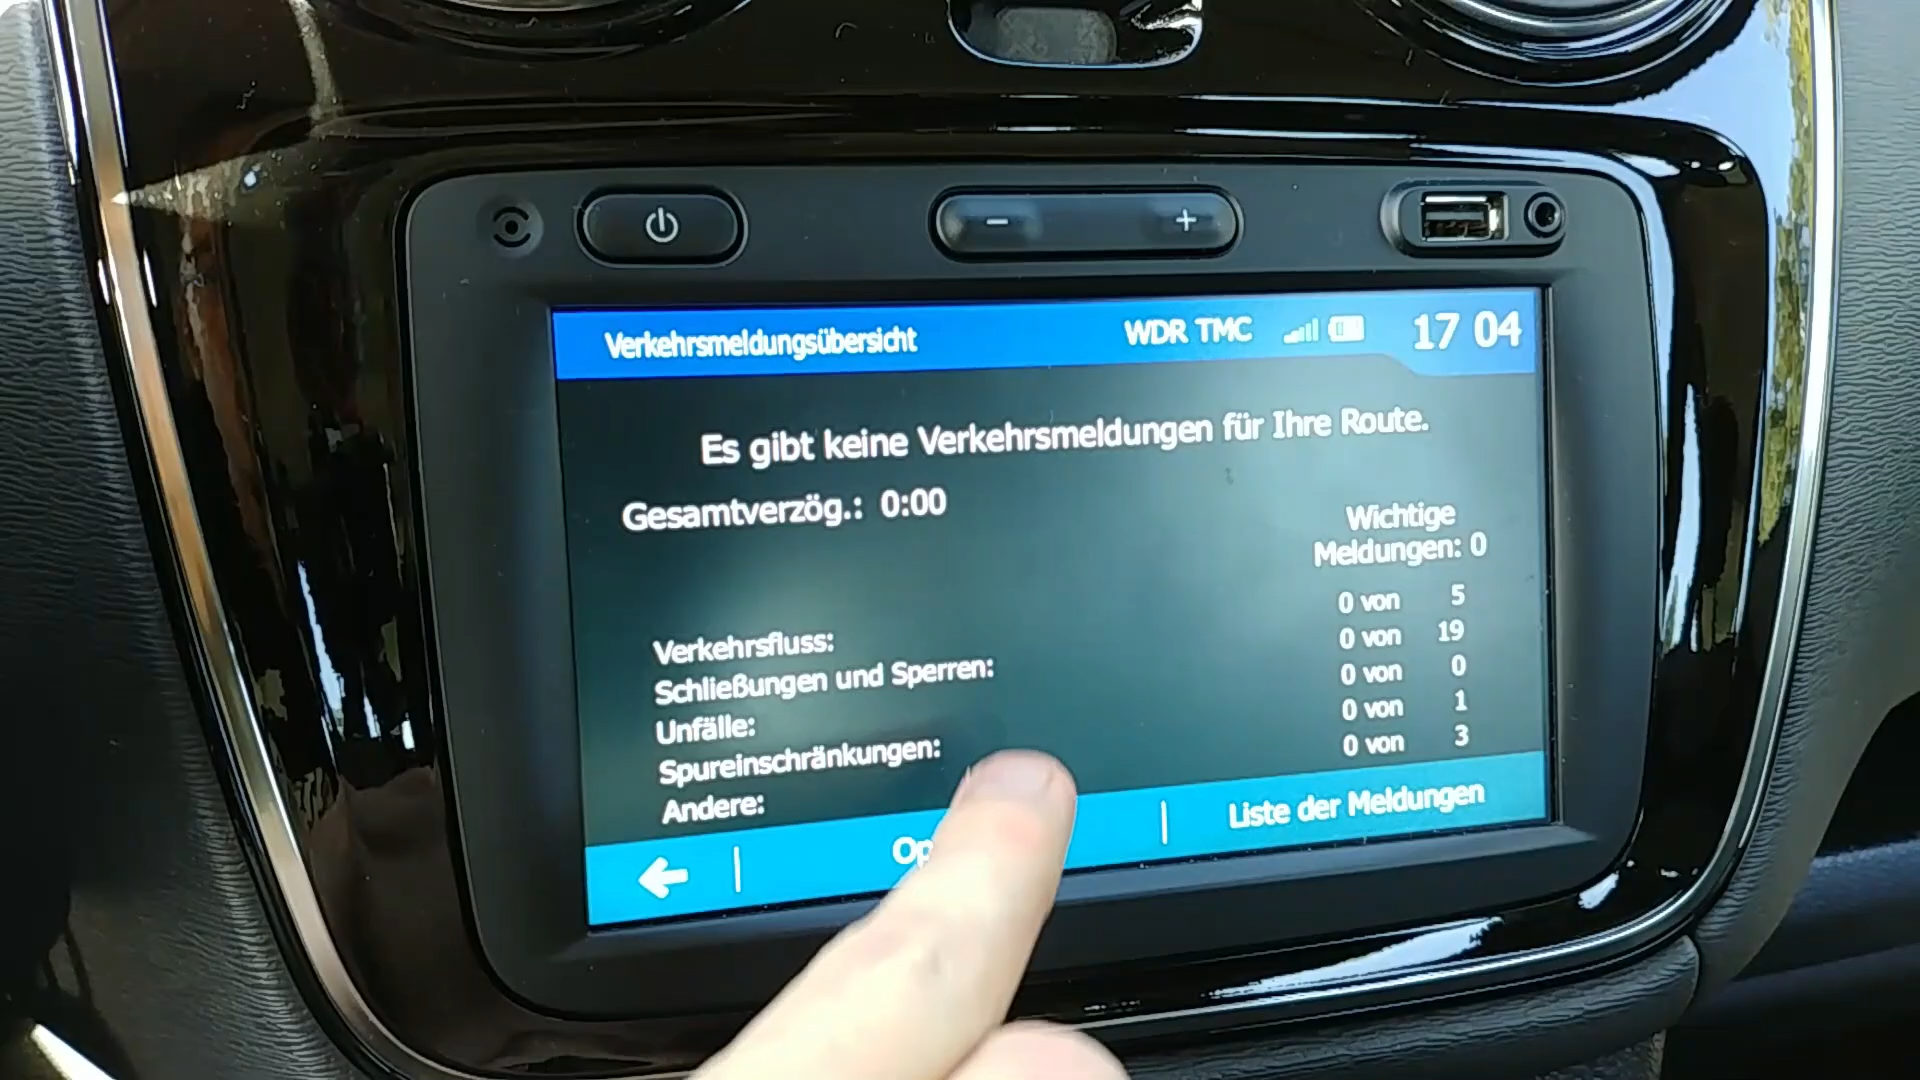 Verkehrsmeldungsübersicht WDR TMC 17 04
Es gibt keine Verkehrsmeldungen für Ihre Route.
Gesamtverzög.: 0:00
Wichtige
Meldungen: 0
Verkehrsfluss: 0 von 5
Schließungen und Sperren: 0 von 19
Unfälle: 0 von 0
Spureinschränkungen: 0 von 1
Andere: 0 von 3
Liste der Meldungen